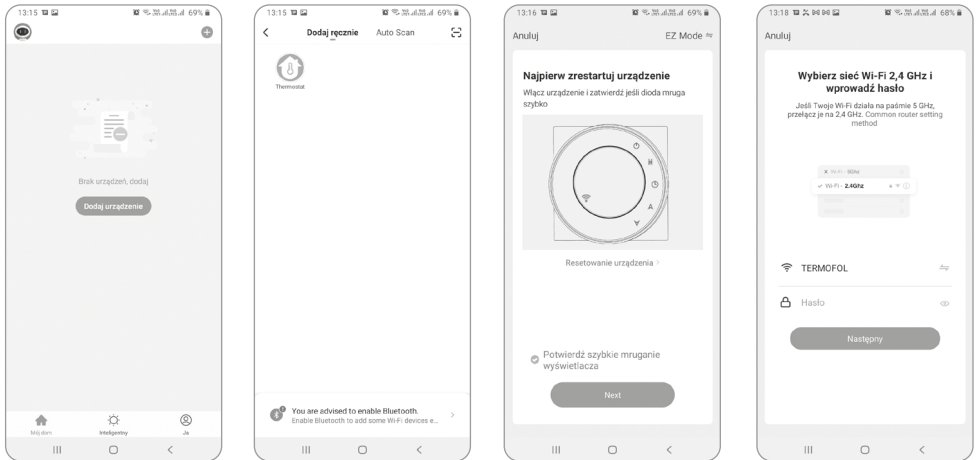 13:15
69%
Brak urządzeń, dodaj
Dodaj urządzenie
Mój dom
Inteligentny
Ja
13:15
69%
Dodaj ręcznie
Auto Scan
Thermostat
You are advised to enable Bluetooth.
Enable Bluetooth to add some Wi-Fi devices e...
13:16
69%
Anuluj
EZ Mode
Najpierw zrestartuj urządzenie
Włącz urządzenie i zatwierdź jeśli dioda mruga
szybko
M
Resetowanie urządzenia
Potwierdź szybkie mruganie
wyświetlacza
Next
13:18
68%
Anuluj
Wybierz sieć Wi-Fi 2,4 GHz i
wprowadź hasło
Jeśli Twoje Wi-Fi działa na paśmie 5 GHz,
przełącz je na 2,4 GHz. Common router setting
method
Wi-Fi - 5Ghz
Wi-Fi - 2.4Ghz
TERMOFOL
Hasło
Następny